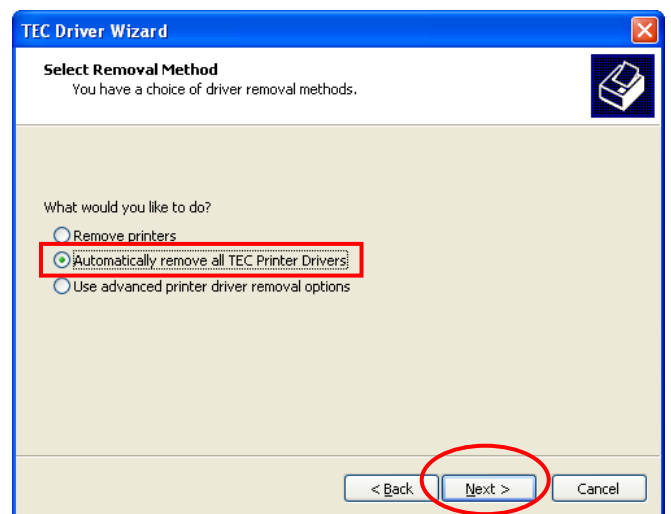 TEC Driver Wizard
Select Removal Method
You have a choice of driver removal methods.
What would you like to do?
Remove printers
Automatically remove all TEC Printer Drivers
Use advanced printer driver removal options
< Back Next > Cancel